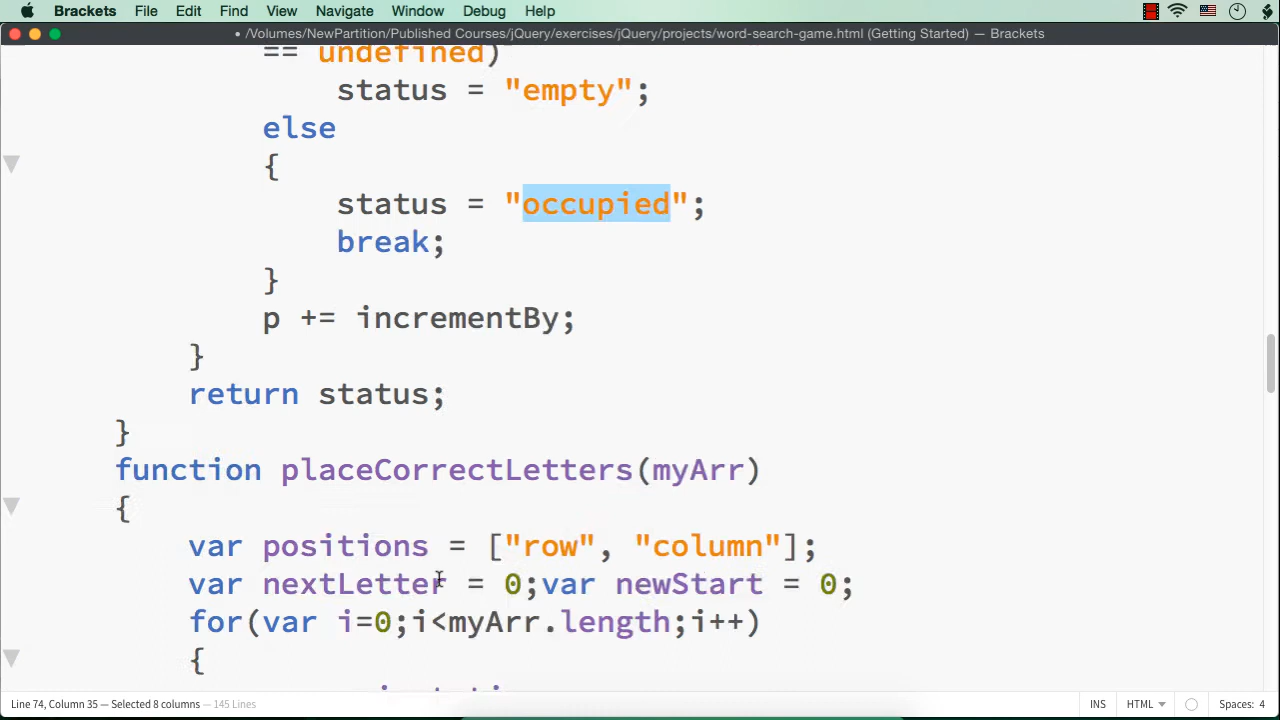 Brackets File Edit Find View Navigate Window Debug Help
• /Volumes/NewPartition/Published Courses/jQuery/exercises/jQuery/projects/word-search-game.html (Getting Started) — Brackets
== undefined)
status = "empty";
else
{
status = "occupied";
break;
}
p += incrementBy;
}
return status;
}
function placeCorrectLetters(myArr)
{
var positions = ["row", "column"];
var nextLetter = 0;var newStart = 0;
for(var i=0;i<myArr.length;i++)
{
Line 74, Column 35 — Selected 8 columns — 145 Lines INS HTML Spaces: 4